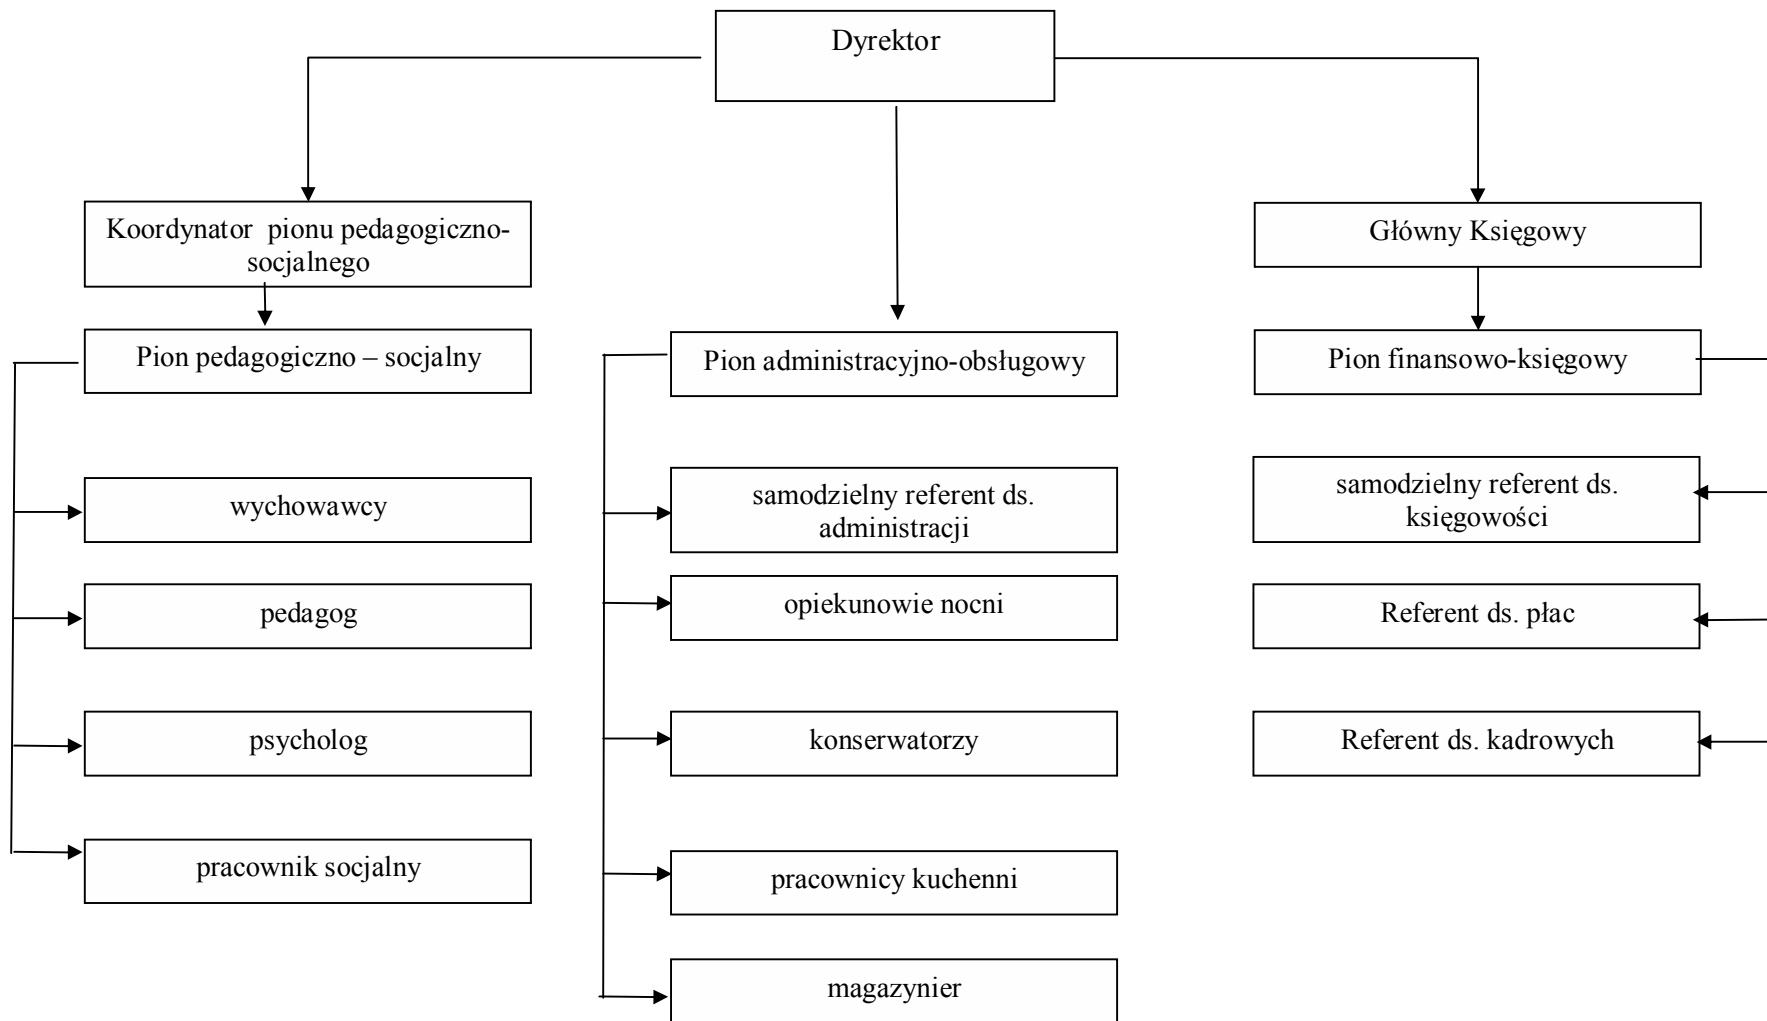 Dyrektor
Koordynator pionu pedagogiczno-
socjalnego
Główny Księgowy
Pion pedagogiczno – socjalny
Pion administracyjno-obsługowy
Pion finansowo-księgowy
wychowawcy
pedagog
psycholog
pracownik socjalny
samodzielny referent ds.
administracji
opiekunowie nocni
konserwatorzy
pracownicy kuchenni
magazynier
samodzielny referent ds.
księgowości
Referent ds. płac
Referent ds. kadrowych